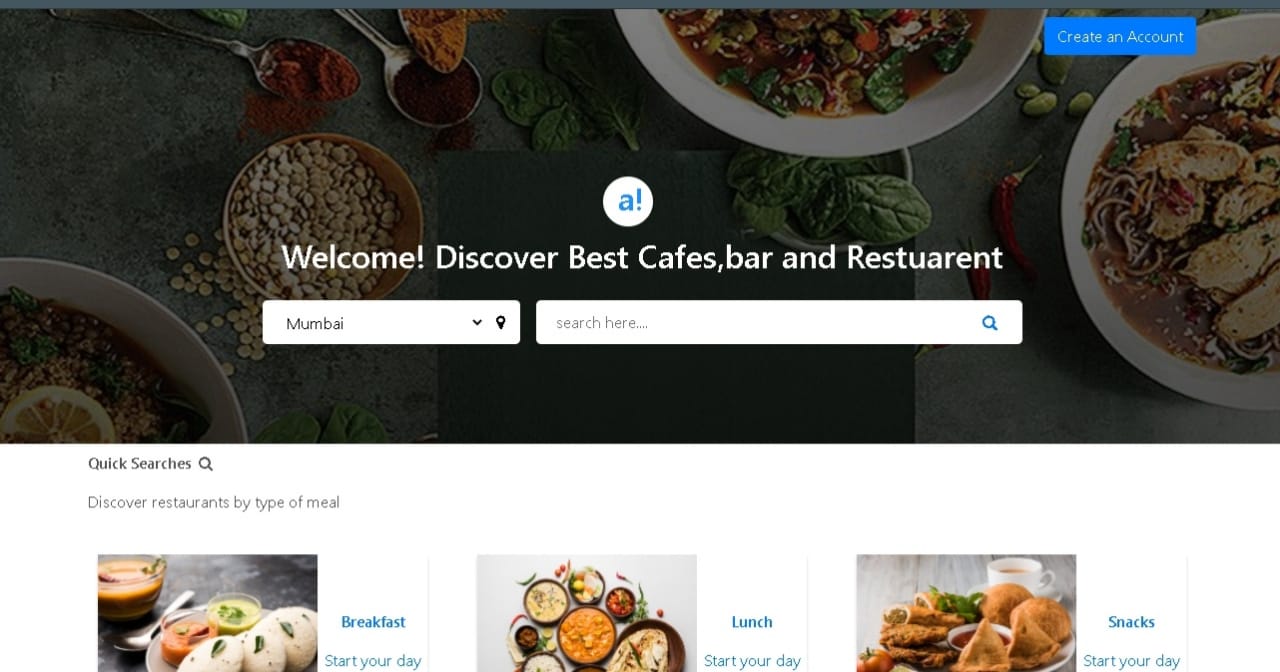 Create an Account
a!
Welcome! Discover Best Cafes,bar and Restuarent
Mumbai
search here....
Quick Searches
Discover restaurants by type of meal
Breakfast
Lunch
Snacks
Start your day
Start your day
Start your day